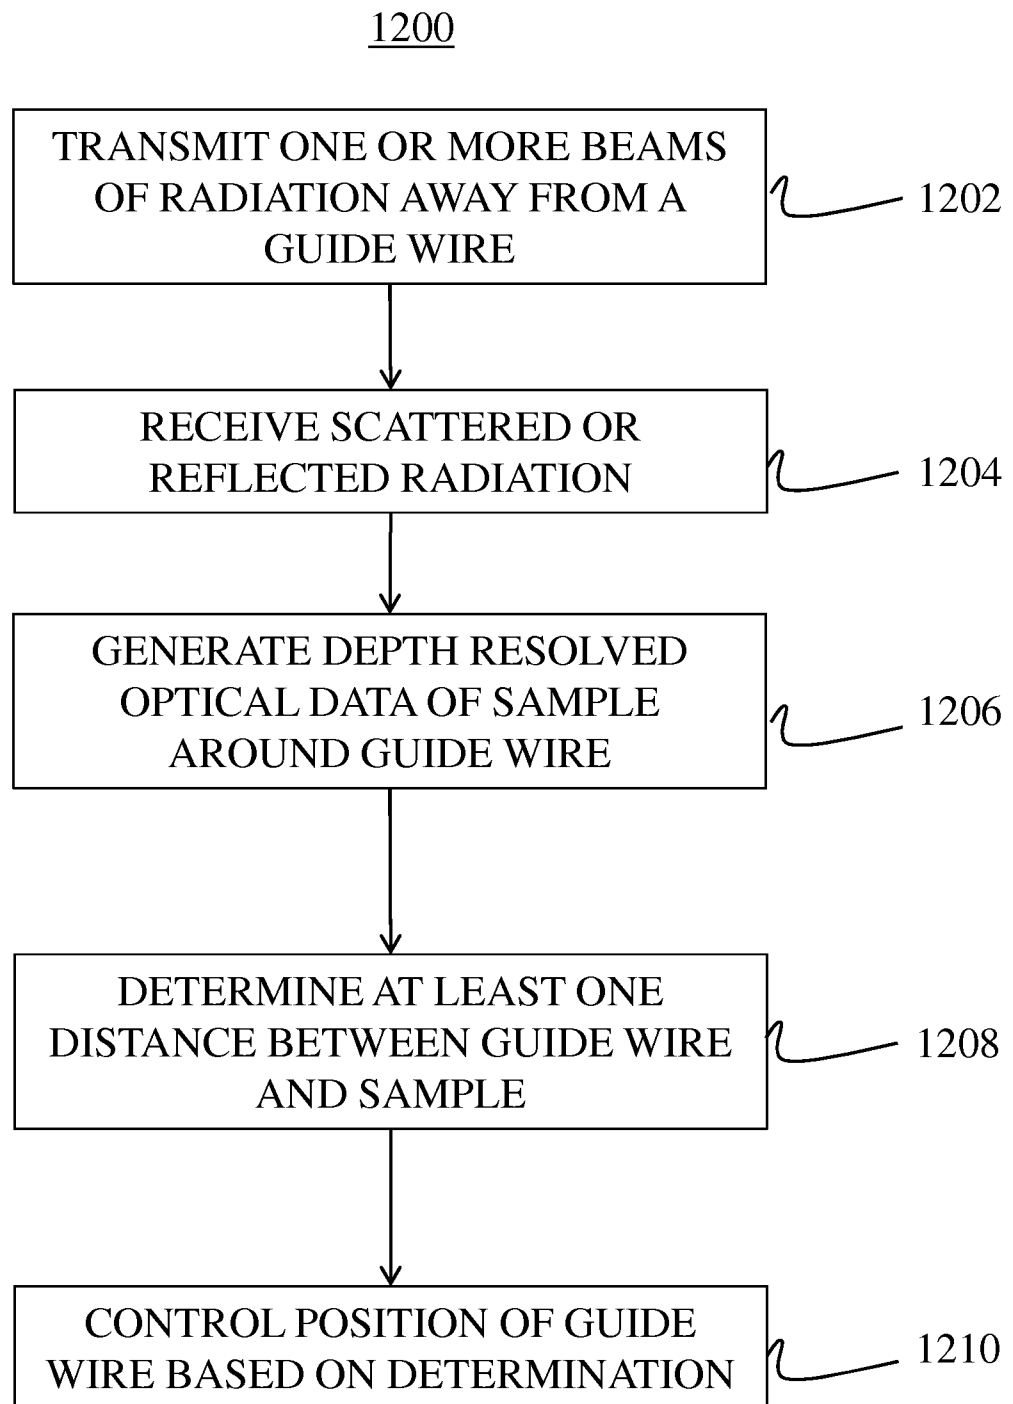 1200
TRANSMIT ONE OR MORE BEAMS
OF RADIATION AWAY FROM A
GUIDE WIRE
1202
RECEIVE SCATTERED OR
REFLECTED RADIATION
1204
GENERATE DEPTH RESOLVED
OPTICAL DATA OF SAMPLE
AROUND GUIDE WIRE
1206
DETERMINE AT LEAST ONE
DISTANCE BETWEEN GUIDE WIRE
AND SAMPLE
1208
CONTROL POSITION OF GUIDE
WIRE BASED ON DETERMINATION
1210